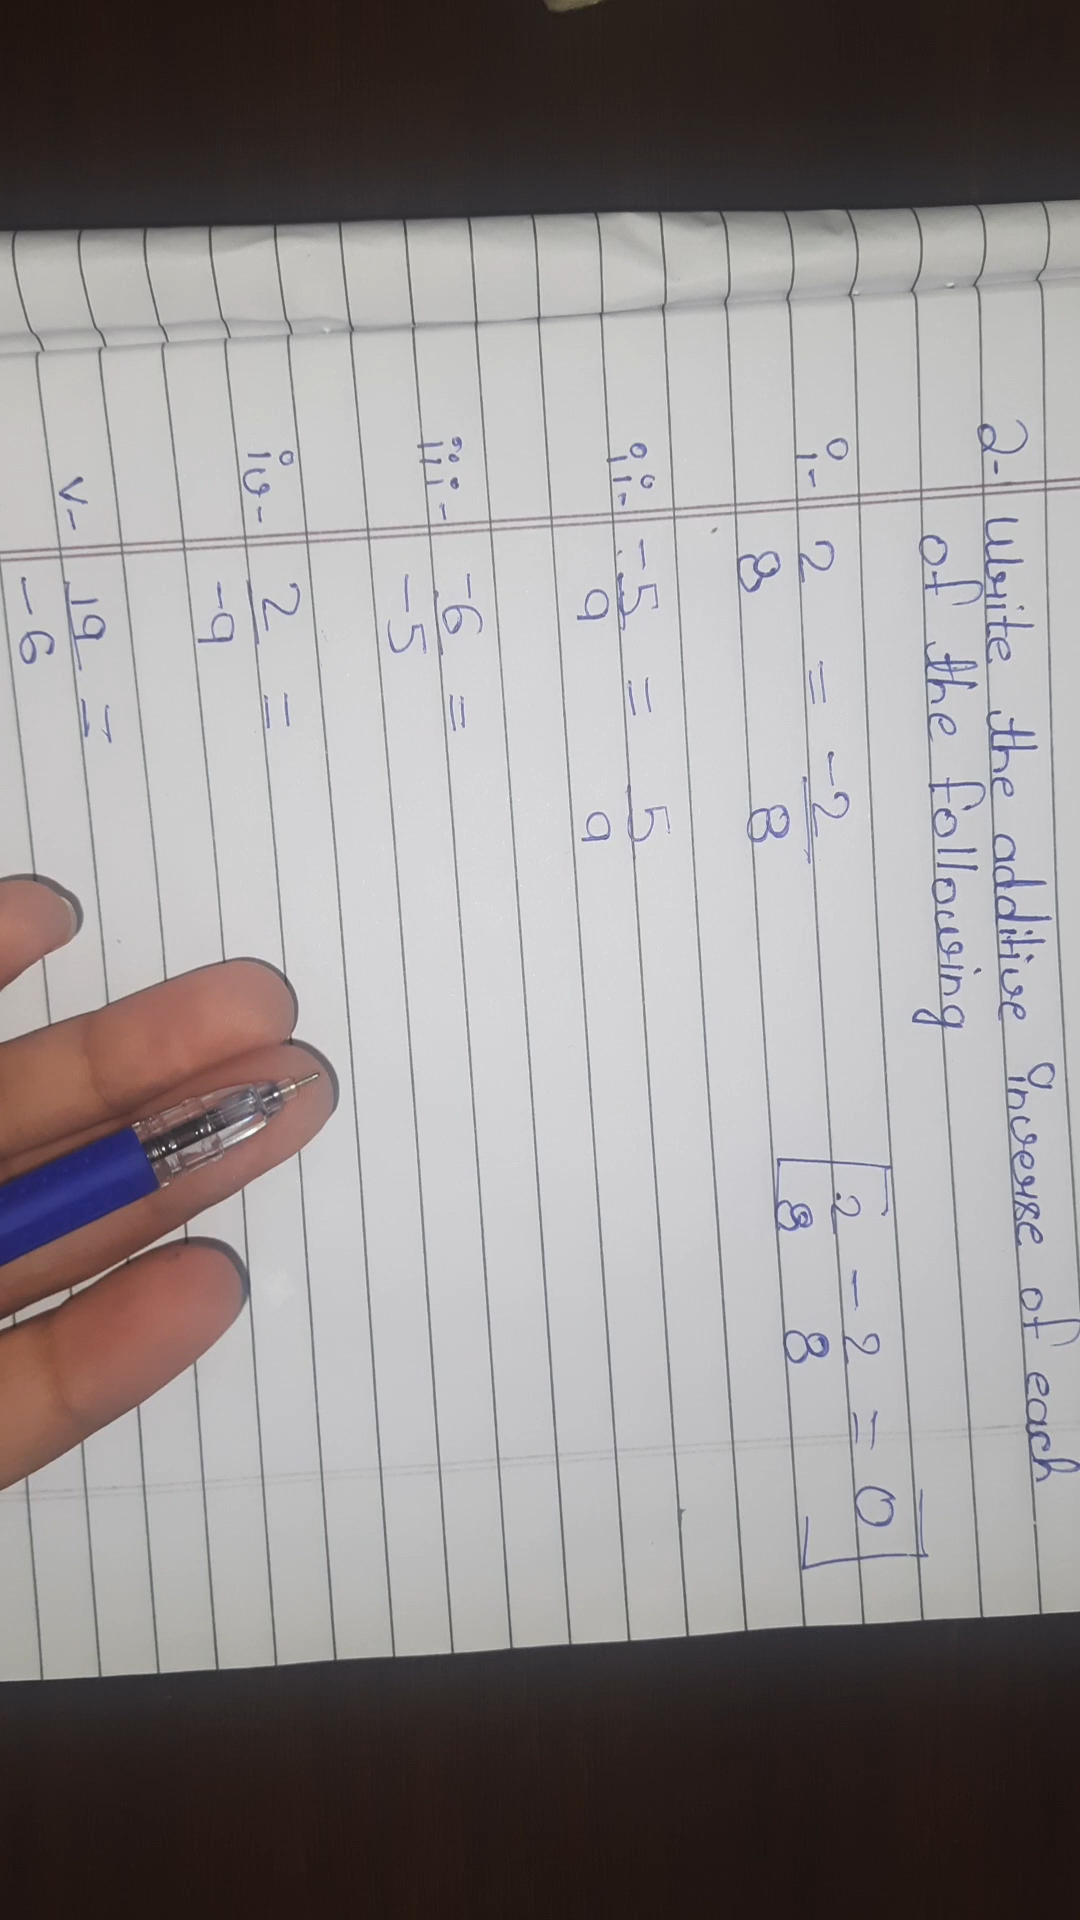 2- Write the additive inverse of each
of the following
i- 2/8 = -2/8 [2/8 - 2/8 = 0]
ii- -5/9 = 5/9
iii- -6/-5 =
iv- 2/-9 =
v- 19/-6 =